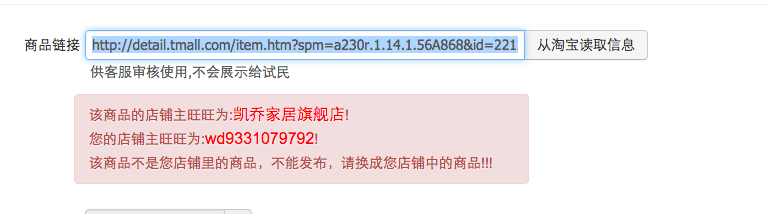 商品链接 http://detail.tmall.com/item.htm?spm=a230r.1.14.1.56A868&id=221 从淘宝读取信息
供客服审核使用,不会展示给试民
该商品的店铺主旺旺为:凯乔家居旗舰店!
您的店铺主旺旺为:wd9331079792!
该商品不是您店铺里的商品，不能发布，请换成您店铺中的商品!!!